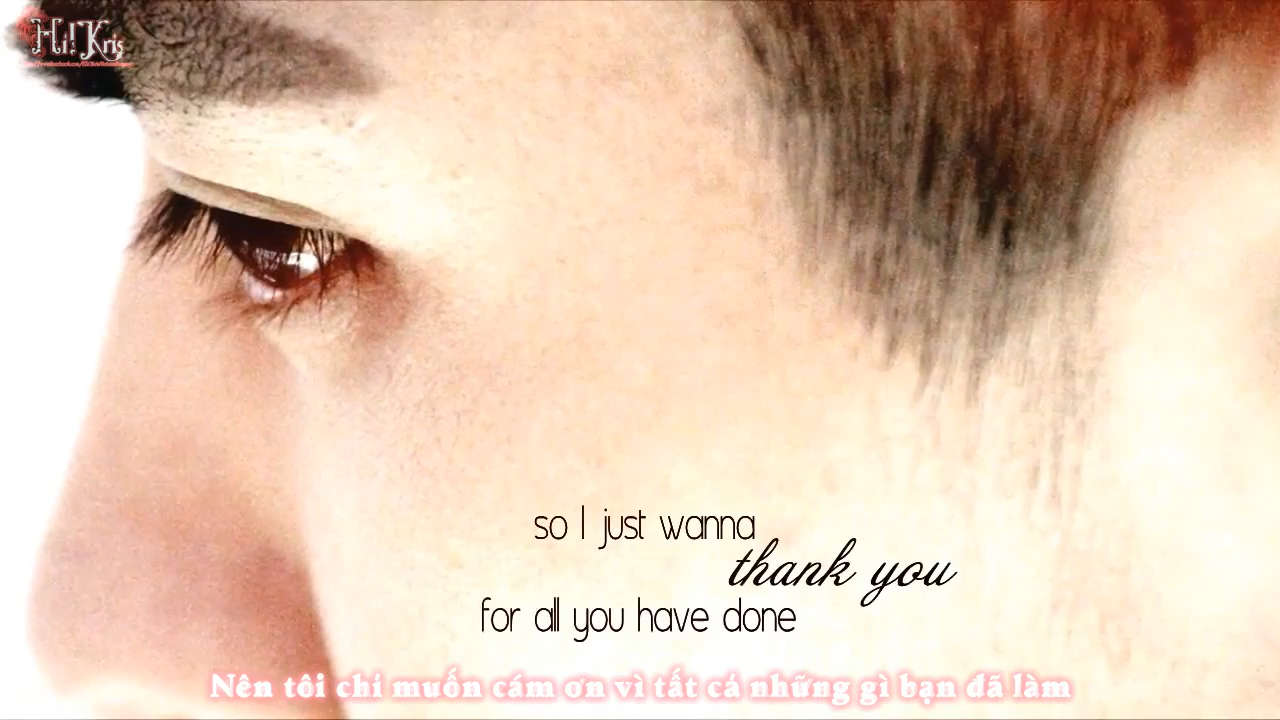 Hi! Kris
so I just wanna
thank you
for all you have done
Nên tôi chỉ muốn cám ơn vì tất cả những gì bạn đã làm